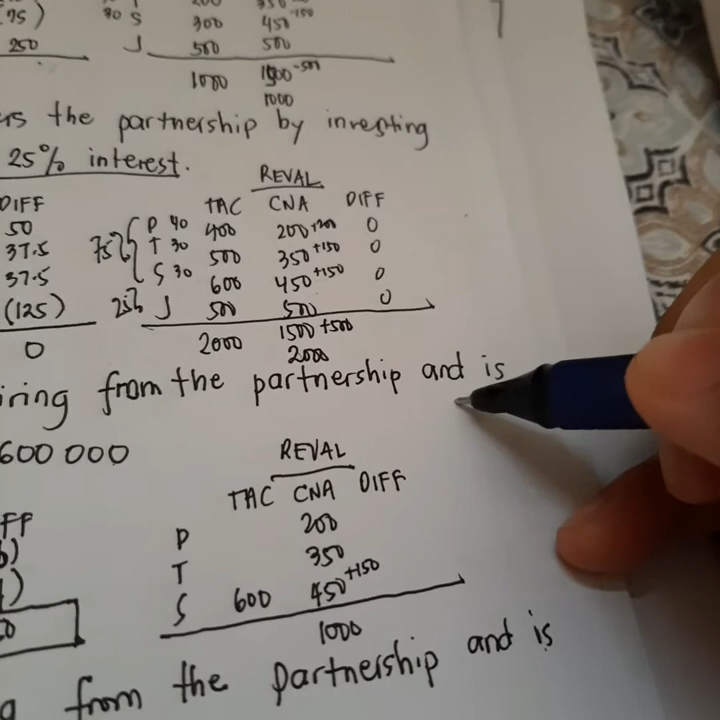 75) 30 S 300 450 +150
250 J 500 500
1000 1500 -500
1000
the partnership by investing
25% interest.
REVAL
DIFF TAC CNA DIFF
50 75% P 40 400 200 +200 0
37.5 T 30 500 350 +150 0
37.5 S 30 600 450 +150 0
(125) 25% J 500 500 0
0 2000 1500 +500
2000
iring from the partnership and is
600 000
REVAL
TAC CNA DIFF
P 200
T 350
S 600 450 +150
1000
from the partnership and is